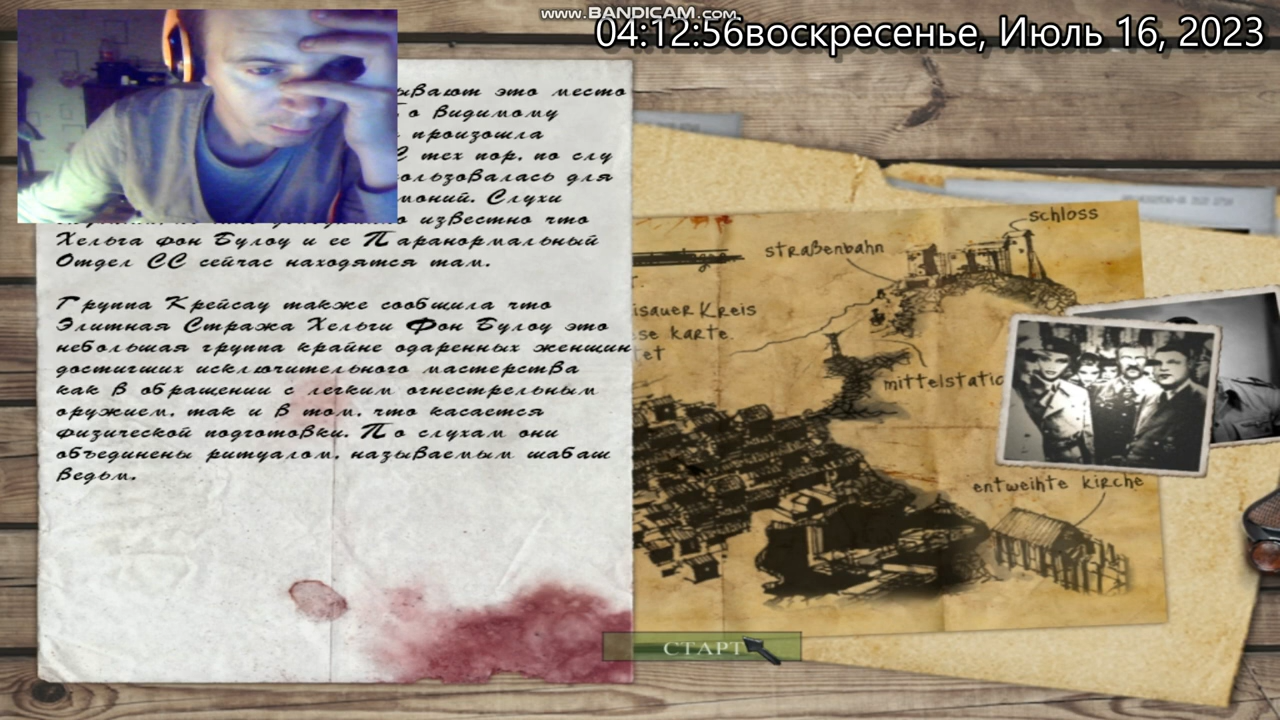 www.BANDICAM.com
04:12:56воскресенье, Июль 16, 2023
ывают это место
о видимому
произошла
С тех пор, по слу
ользовалась для
моний. Слухи
о известно что
Хельга фон Булоу и ее Паранормальный
Отдел СС сейчас находятся там.
Группа Крейсау также сообщила что
Элитная Стража Хельги Фон Булоу это
небольшая группа крайне одаренных женщин
достигших исключительного мастерства
как в обращении с легким огнестрельным
оружием, так и в том, что касается
физической подготовки. По слухам они
объединены ритуалом, называемым шабаш
ведьм.
schloss
straßenbahn
isauer Kreis
se karte.
tet
mittelstatio
entweihte kirche
СТАРТ